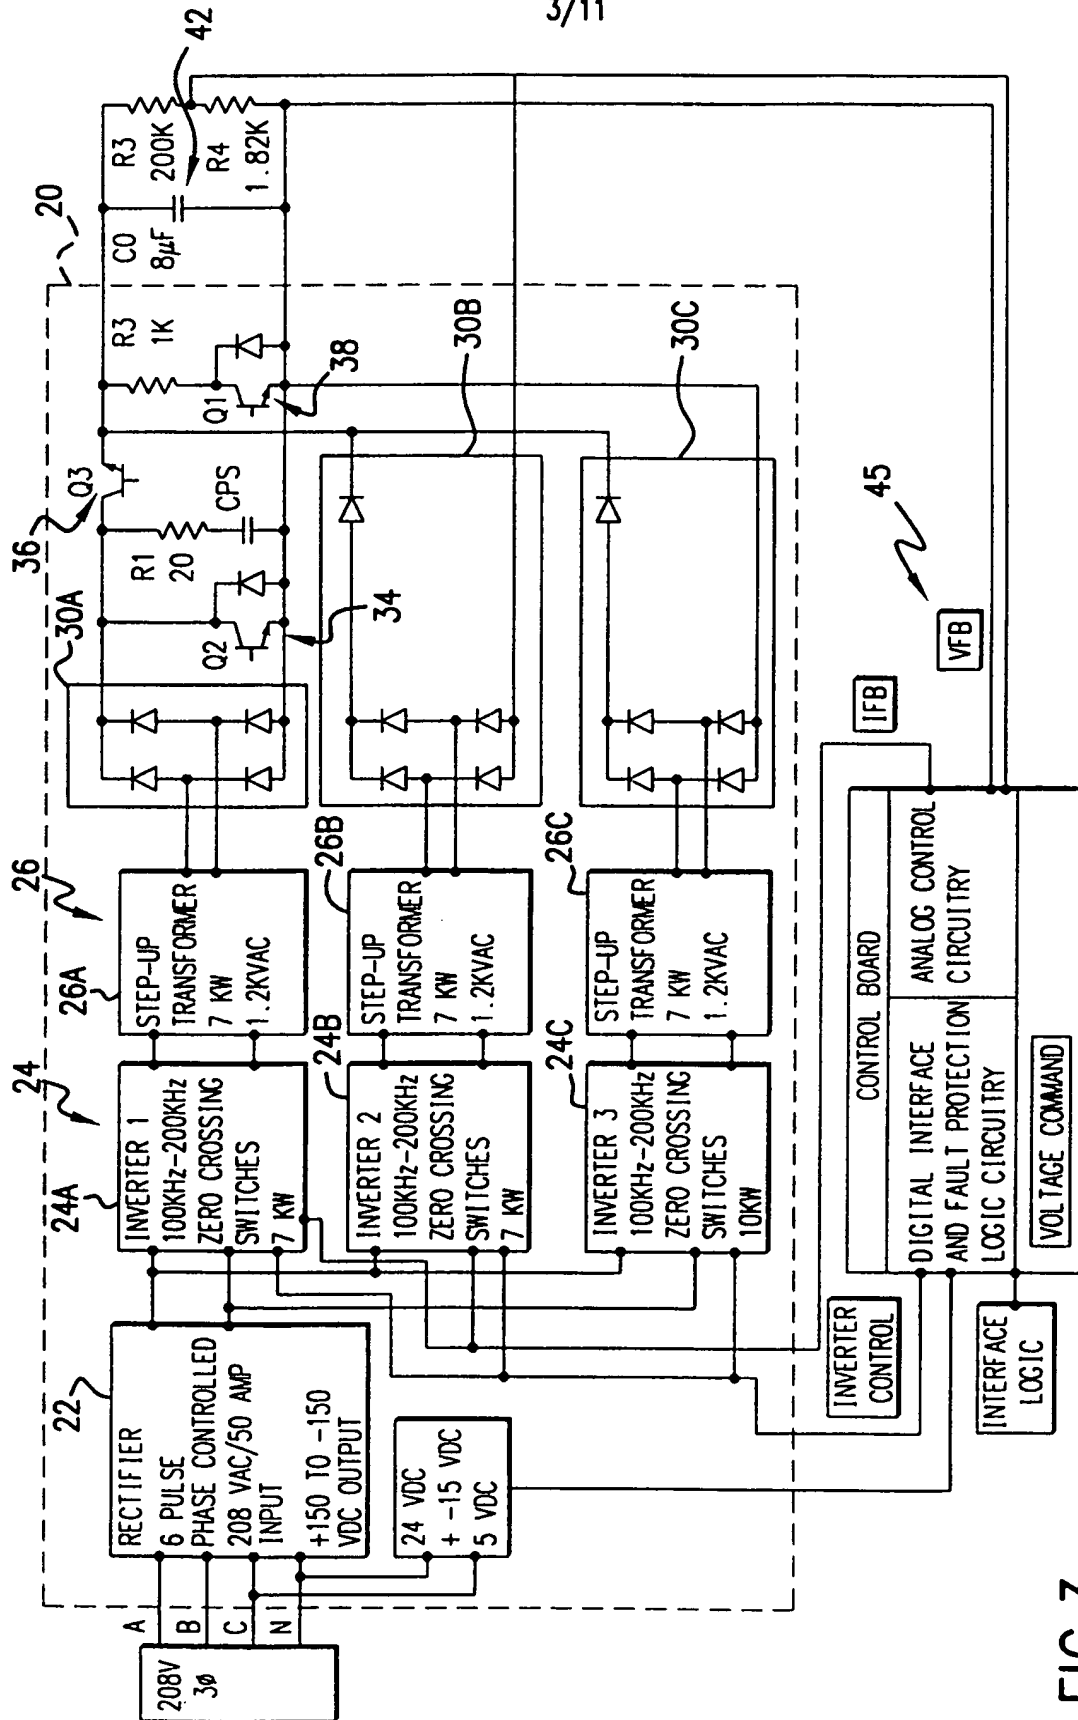 3/11
208V
3ø
A
B
C
N
22
RECTIFIER
6 PULSE
PHASE CONTROLLED
208 VAC/50 AMP
INPUT
+150 TO -150
VDC OUTPUT
24 VDC
+ -15 VDC
5 VDC
24
24A
INVERTER 1
100KHz-200KHz
ZERO CROSSING
SWITCHES
7 KW
24B
INVERTER 2
100KHz-200KHz
ZERO CROSSING
SWITCHES
7 KW
24C
INVERTER 3
100KHz-200KHz
ZERO CROSSING
SWITCHES
10KW
26
26A
STEP-UP
TRANSFORMER
7 KW
1.2KVAC
26B
STEP-UP
TRANSFORMER
7 KW
1.2KVAC
26C
STEP-UP
TRANSFORMER
7 KW
1.2KVAC
30A
30B
30C
Q2
34
R1
20
CPS
36
Q3
Q1
38
R3
1K
20
C0
8µF
42
R3
200K
R4
1.82K
45
IFB
VFB
CONTROL BOARD
DIGITAL INTERFACE
AND FAULT PROTECTION
LOGIC CIRCUITRY
ANALOG CONTROL
CIRCUITRY
INVERTER
CONTROL
INTERFACE
LOGIC
VOLTAGE COMMAND
FIG.3